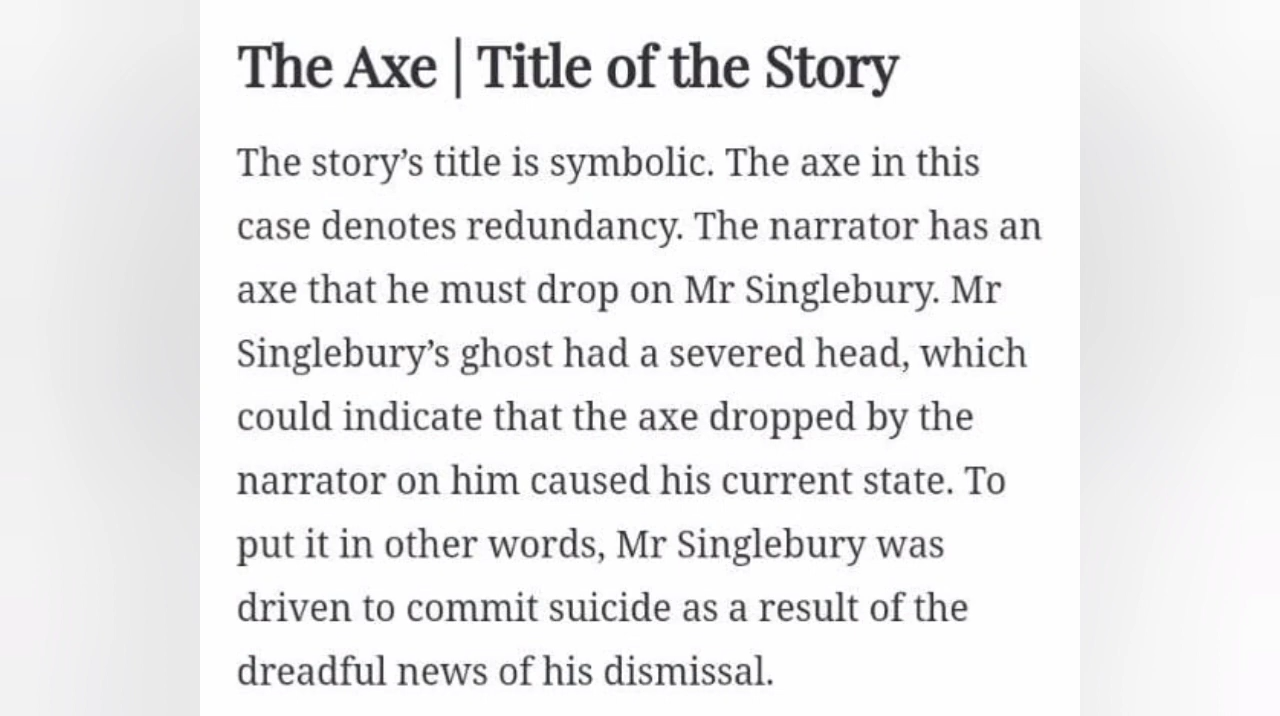 The Axe | Title of the Story
The story’s title is symbolic. The axe in this
case denotes redundancy. The narrator has an
axe that he must drop on Mr Singlebury. Mr
Singlebury’s ghost had a severed head, which
could indicate that the axe dropped by the
narrator on him caused his current state. To
put it in other words, Mr Singlebury was
driven to commit suicide as a result of the
dreadful news of his dismissal.